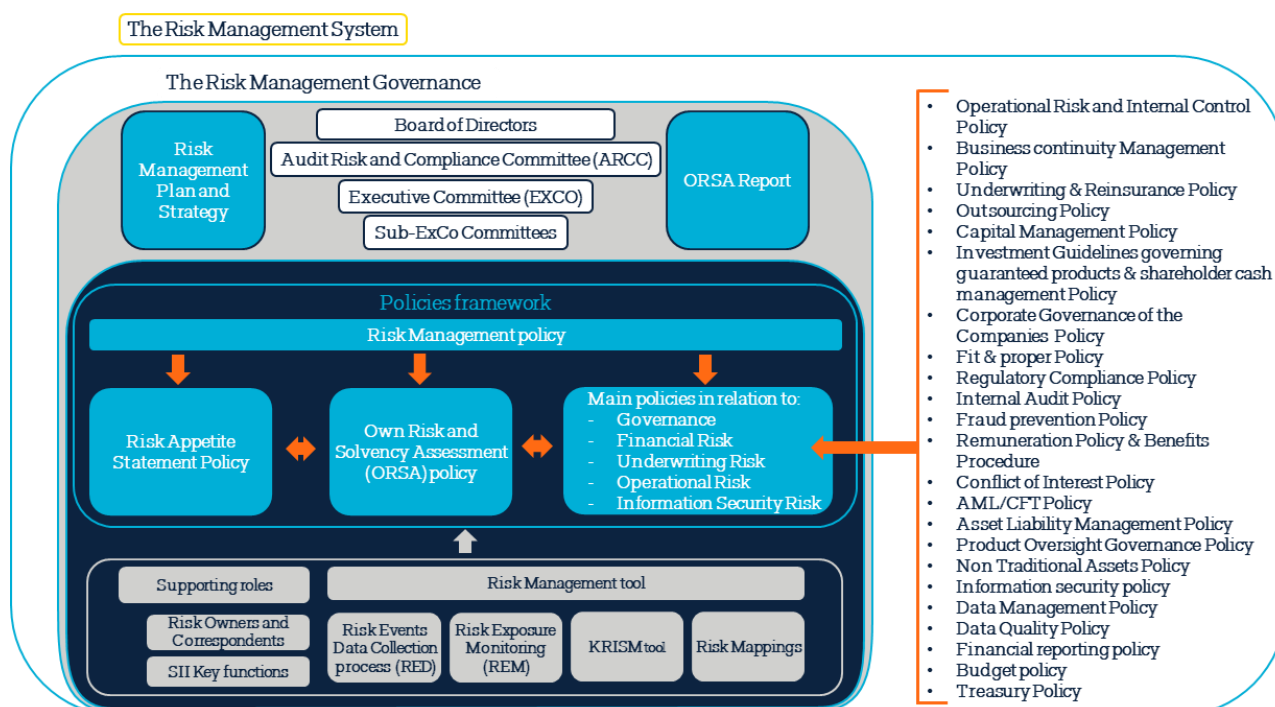 The Risk Management System
The Risk Management Governance
Risk
Management
Plan and
Strategy
Board of Directors
Audit Risk and Compliance Committee (ARCC)
Executive Committee (EXCO)
Sub-ExCo Committees
ORSA Report
Policies framework
Risk Management policy
Risk Appetite
Statement Policy
Own Risk and
Solvency Assessment
(ORSA) policy
Main policies in relation to:
- Governance
- Financial Risk
- Underwriting Risk
- Operational Risk
- Information Security Risk
Supporting roles
Risk Owners and
Correspondents
SII Key functions
Risk Management tool
Risk Events
Data Collection
process (RED)
Risk Exposure
Monitoring
(REM)
KRISM tool
Risk Mappings
• Operational Risk and Internal Control
Policy
• Business continuity Management
Policy
• Underwriting & Reinsurance Policy
• Outsourcing Policy
• Capital Management Policy
• Investment Guidelines governing
guaranteed products & shareholder cash
management Policy
• Corporate Governance of the
Companies Policy
• Fit & proper Policy
• Regulatory Compliance Policy
• Internal Audit Policy
• Fraud prevention Policy
• Remuneration Policy & Benefits
Procedure
• Conflict of Interest Policy
• AML/CFT Policy
• Asset Liability Management Policy
• Product Oversight Governance Policy
• Non Traditional Assets Policy
• Information security policy
• Data Management Policy
• Data Quality Policy
• Financial reporting policy
• Budget policy
• Treasury Policy